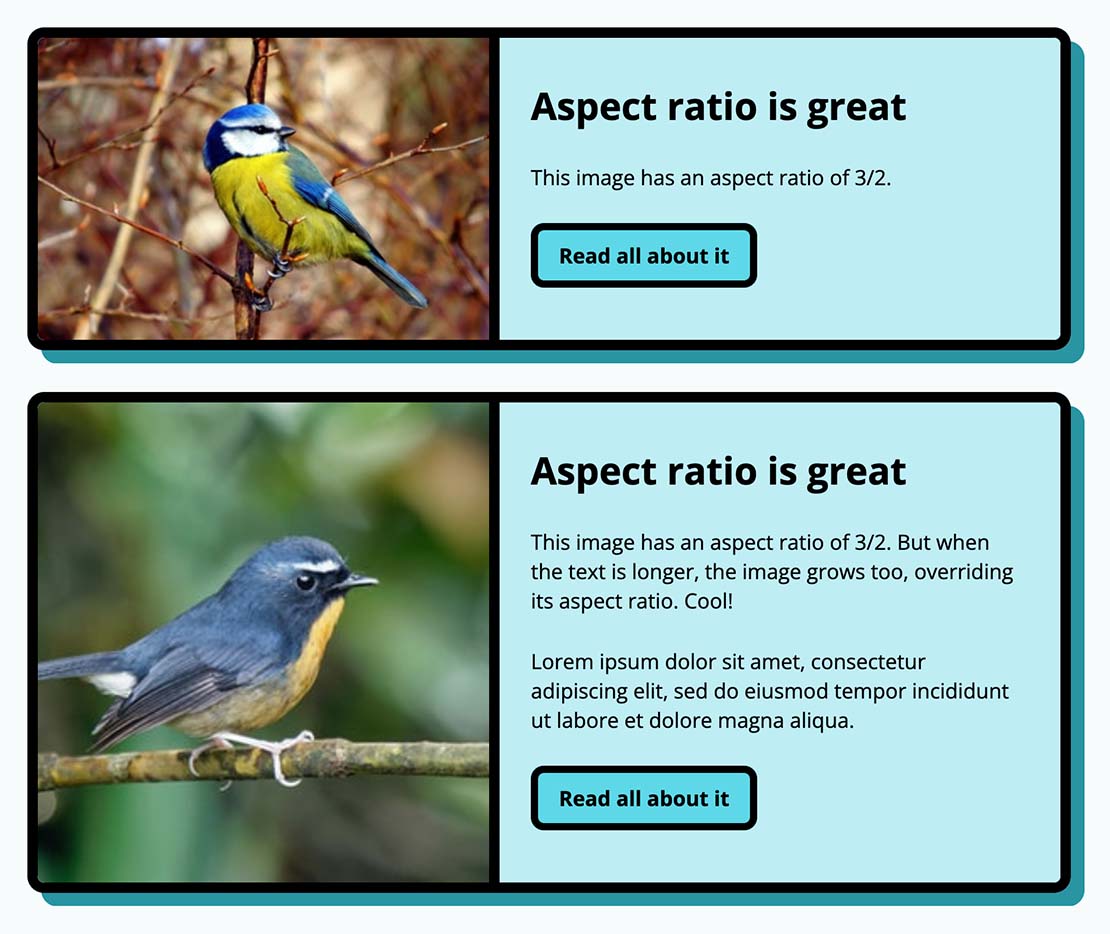 Aspect ratio is great
This image has an aspect ratio of 3/2.
Read all about it
Aspect ratio is great
This image has an aspect ratio of 3/2. But when
the text is longer, the image grows too, overriding
its aspect ratio. Cool!
Lorem ipsum dolor sit amet, consectetur
adipiscing elit, sed do eiusmod tempor incididunt
ut labore et dolore magna aliqua.
Read all about it